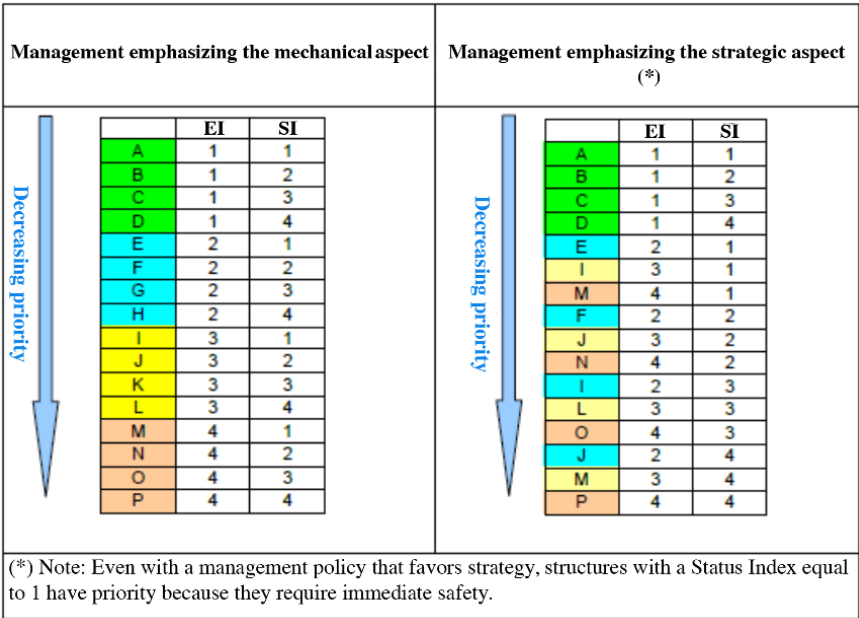 Management emphasizing the mechanical aspect
Management emphasizing the strategic aspect
(*)
Decreasing priority
EI SI
A 1 1
B 1 2
C 1 3
D 1 4
E 2 1
F 2 2
G 2 3
H 2 4
I 3 1
J 3 2
K 3 3
L 3 4
M 4 1
N 4 2
O 4 3
P 4 4
Decreasing priority
EI SI
A 1 1
B 1 2
C 1 3
D 1 4
E 2 1
I 3 1
M 4 1
F 2 2
J 3 2
N 4 2
I 2 3
L 3 3
O 4 3
J 2 4
M 3 4
P 4 4
(*) Note: Even with a management policy that favors strategy, structures with a Status Index equal
to 1 have priority because they require immediate safety.